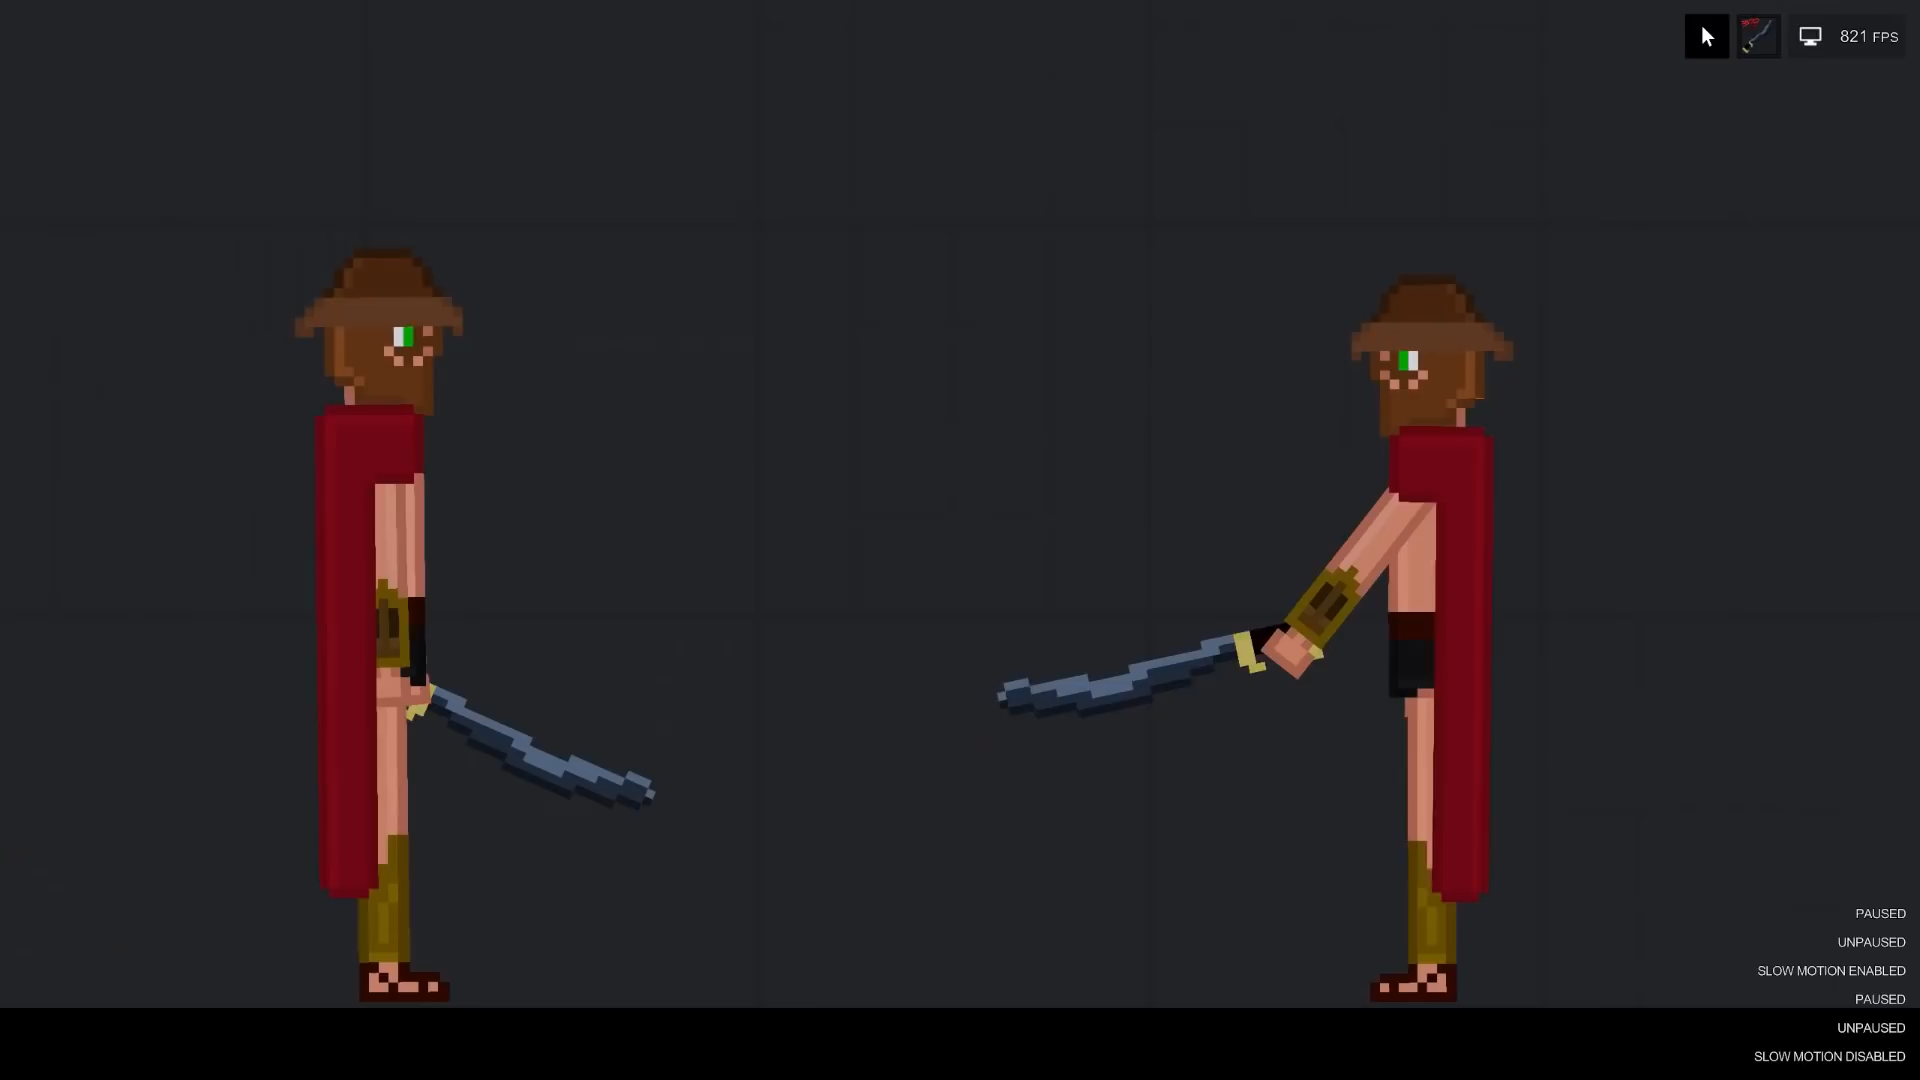 821 FPS
PAUSED
UNPAUSED
SLOW MOTION ENABLED
PAUSED
UNPAUSED
SLOW MOTION DISABLED